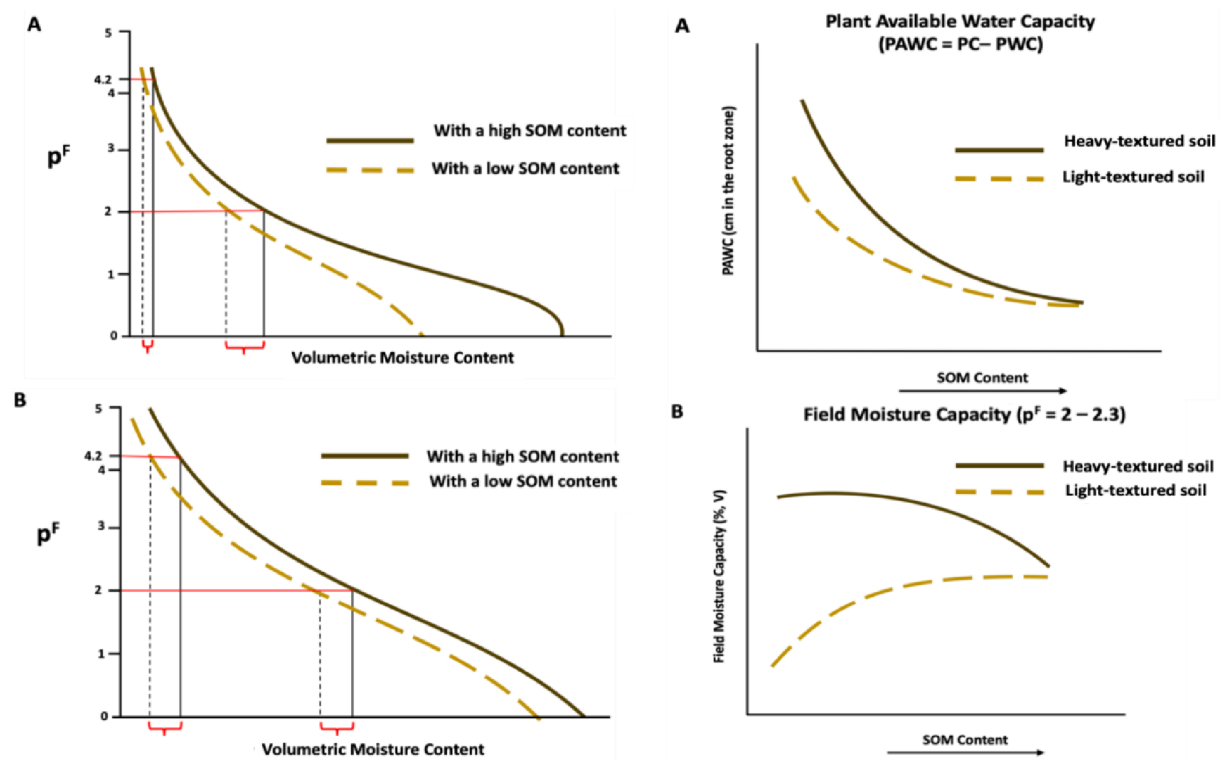 A
5
4.2
4
3
2
1
0
pF
With a high SOM content
With a low SOM content
Volumetric Moisture Content
A
Plant Available Water Capacity
(PAWC = PC– PWC)
PAWC (cm in the root zone)
Heavy-textured soil
Light-textured soil
SOM Content
B
5
4.2
4
3
2
1
0
pF
With a high SOM content
With a low SOM content
Volumetric Moisture Content
B
Field Moisture Capacity (pF = 2 – 2.3)
Field Moisture Capacity (%, V)
Heavy-textured soil
Light-textured soil
SOM Content